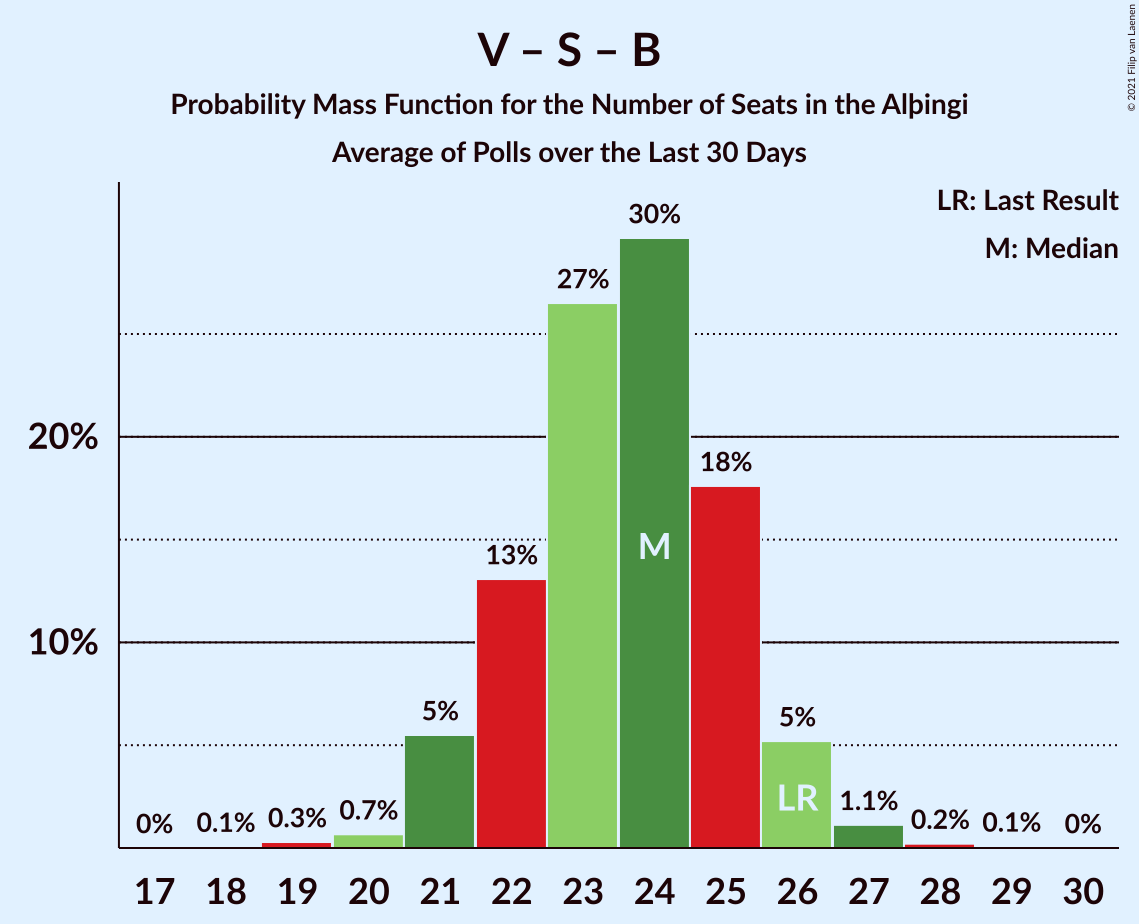 V – S – B
Probability Mass Function for the Number of Seats in the Alþingi
Average of Polls over the Last 30 Days
© 2021 Filip van Laenen
LR: Last Result
M: Median
30%
27%
20%
18%
13%
M
10%
5%
5%
LR
0%
0.1%
0.3%
0.7%
1.1%
0.2%
0.1%
0%
17 18 19 20 21 22 23 24 25 26 27 28 29 30